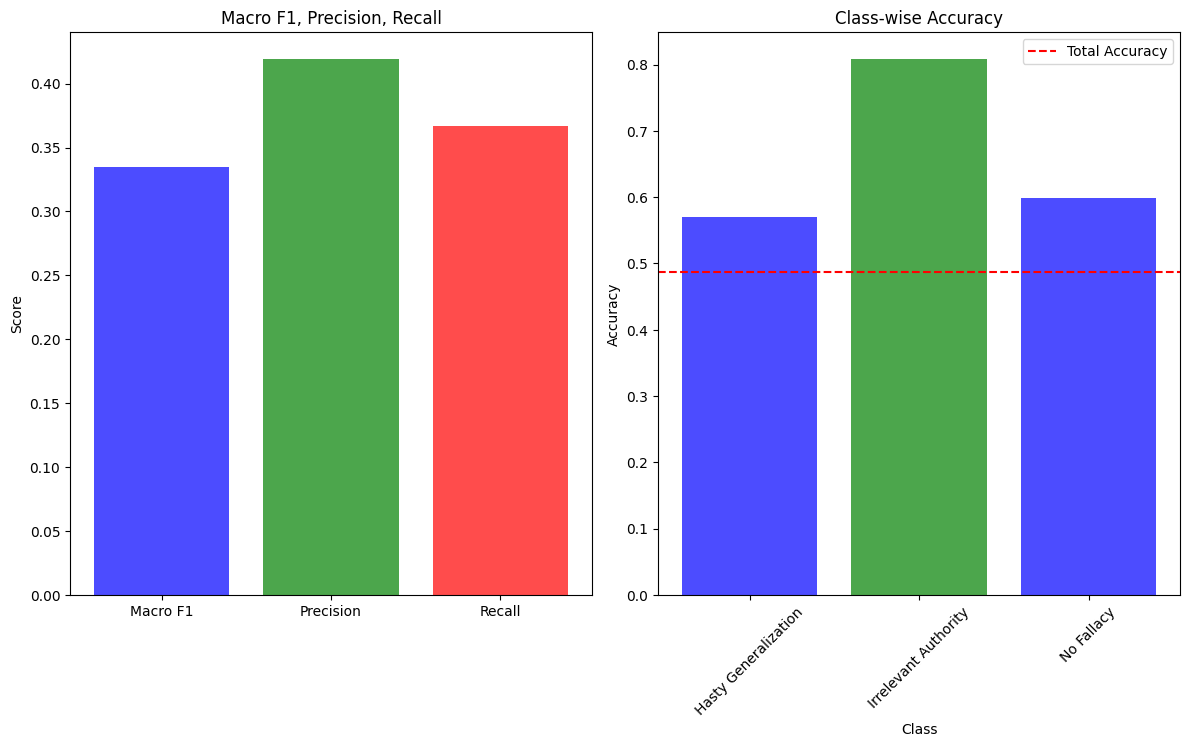 Macro F1, Precision, Recall
Score
0.40
0.35
0.30
0.25
0.20
0.15
0.10
0.05
0.00
Macro F1
Precision
Recall
Class-wise Accuracy
Total Accuracy
Accuracy
0.8
0.7
0.6
0.5
0.4
0.3
0.2
0.1
0.0
Hasty Generalization
Irrelevant Authority
No Fallacy
Class